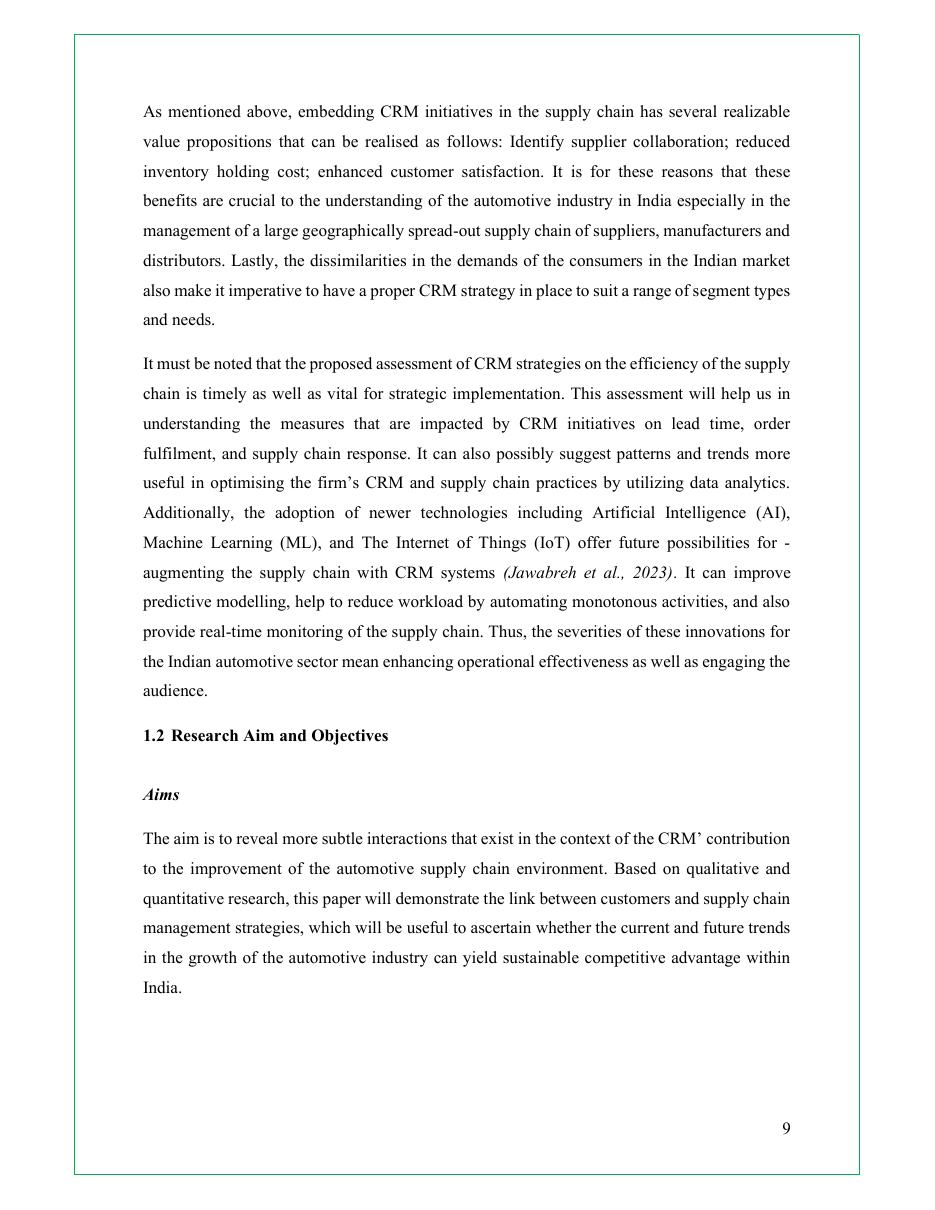 As mentioned above, embedding CRM initiatives in the supply chain has several realizable
value propositions that can be realised as follows: Identify supplier collaboration; reduced
inventory holding cost; enhanced customer satisfaction. It is for these reasons that these
benefits are crucial to the understanding of the automotive industry in India especially in the
management of a large geographically spread-out supply chain of suppliers, manufacturers and
distributors. Lastly, the dissimilarities in the demands of the consumers in the Indian market
also make it imperative to have a proper CRM strategy in place to suit a range of segment types
and needs.
It must be noted that the proposed assessment of CRM strategies on the efficiency of the supply
chain is timely as well as vital for strategic implementation. This assessment will help us in
understanding the measures that are impacted by CRM initiatives on lead time, order
fulfilment, and supply chain response. It can also possibly suggest patterns and trends more
useful in optimising the firm’s CRM and supply chain practices by utilizing data analytics.
Additionally, the adoption of newer technologies including Artificial Intelligence (AI),
Machine Learning (ML), and The Internet of Things (IoT) offer future possibilities for -
augmenting the supply chain with CRM systems (Jawabreh et al., 2023). It can improve
predictive modelling, help to reduce workload by automating monotonous activities, and also
provide real-time monitoring of the supply chain. Thus, the severities of these innovations for
the Indian automotive sector mean enhancing operational effectiveness as well as engaging the
audience.
1.2 Research Aim and Objectives
Aims
The aim is to reveal more subtle interactions that exist in the context of the CRM’ contribution
to the improvement of the automotive supply chain environment. Based on qualitative and
quantitative research, this paper will demonstrate the link between customers and supply chain
management strategies, which will be useful to ascertain whether the current and future trends
in the growth of the automotive industry can yield sustainable competitive advantage within
India.
9